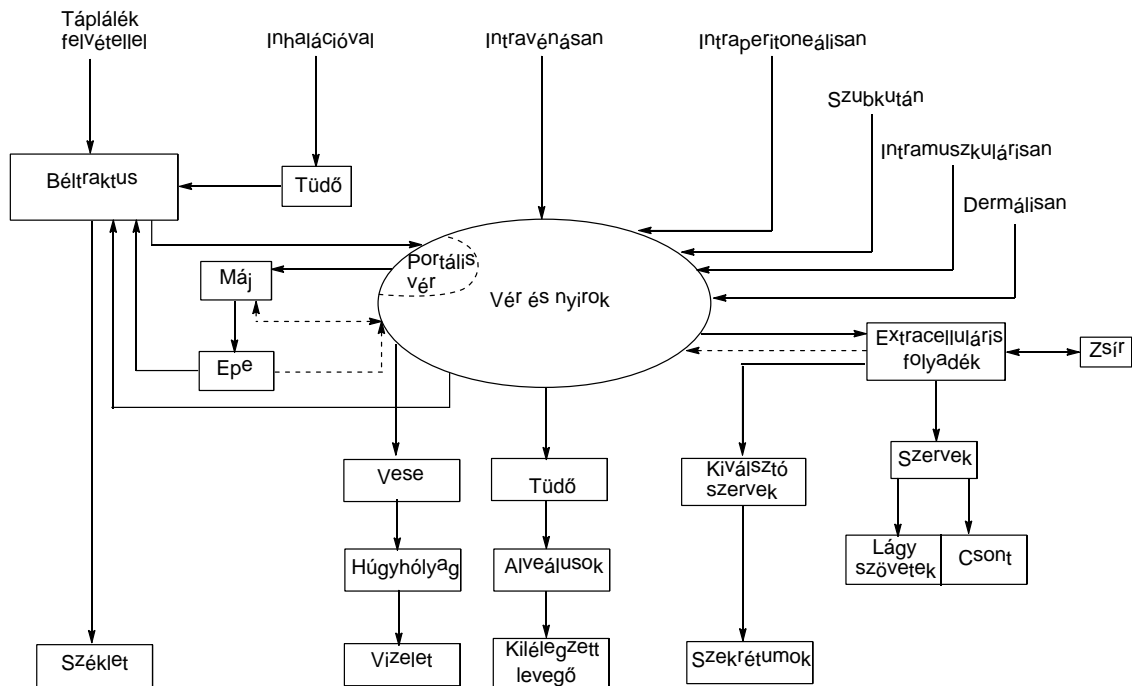 Táplálék
felvétellel
Inhalációval
Intravénásan
Intraperitoneálisan
Szubkután
Intramuszkulárisan
Dermálisan
Béltraktus
Tüdő
Portális
vér
Máj
Vér és nyirok
Epe
Extracelluláris
folyadék
Zsír
Szervek
Vese
Tüdő
Kiválsztó
szervek
Lágy
szövetek
Csont
Húgyhólyag
Alveálusok
Széklet
Vizelet
Kilélegzett
levegő
Szekrétumok